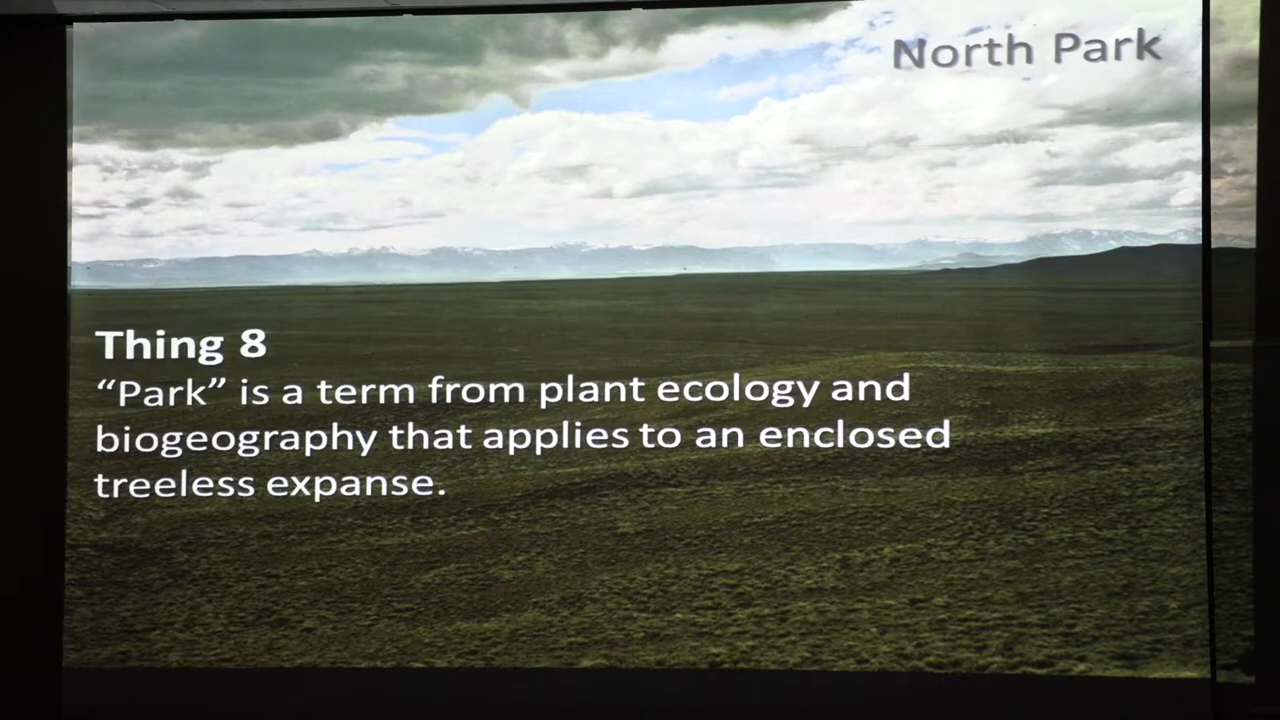 North Park
Thing 8
“Park” is a term from plant ecology and
biogeography that applies to an enclosed
treeless expanse.